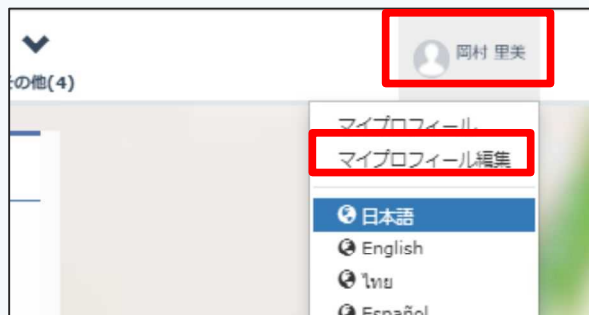 その他(4)
岡村 里美
マイプロフィール
マイプロフィール編集
日本語
English
ไทย
Español